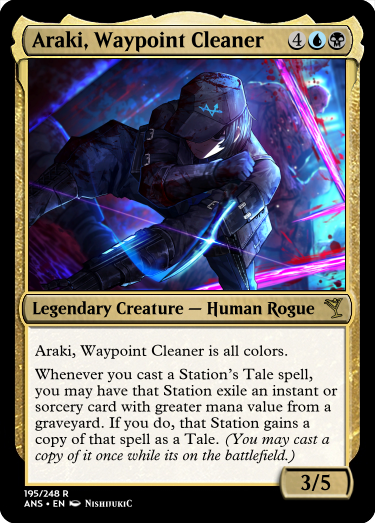 Araki, Waypoint Cleaner 4
Legendary Creature — Human Rogue
Araki, Waypoint Cleaner is all colors.
Whenever you cast a Station's Tale spell,
you may have that Station exile an instant or
sorcery card with greater mana value from a
graveyard. If you do, that Station gains a
copy of that spell as a Tale. (You may cast a
copy of it once while its on the battlefield.)
3/5
195/248 R
ANS • EN NishijukiC